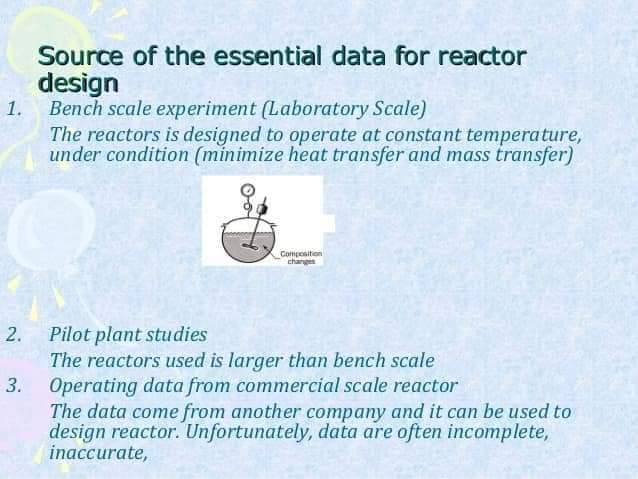 Source of the essential data for reactor
design
1. Bench scale experiment (Laboratory Scale)
The reactors is designed to operate at constant temperature,
under condition (minimize heat transfer and mass transfer)
Composition
changes
2. Pilot plant studies
The reactors used is larger than bench scale
3. Operating data from commercial scale reactor
The data come from another company and it can be used to
design reactor. Unfortunately, data are often incomplete,
inaccurate,